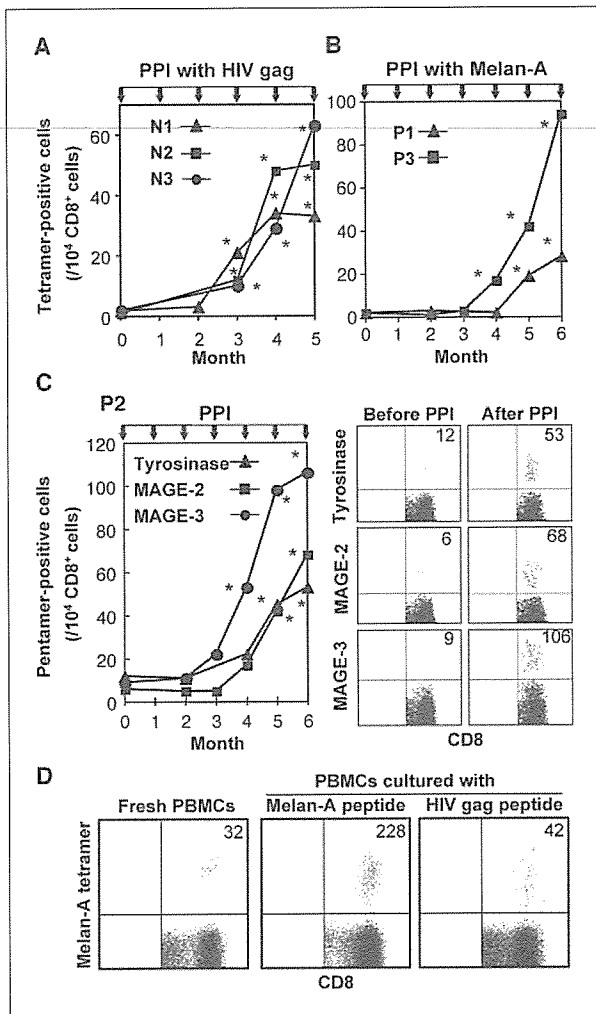 A
PPI with HIV gag
Tetramer-positive cells
(/10⁴ CD8⁺ cells)
60
40
20
0
N1
N2
N3
* * * * * * * * *
0 1 2 3 4 5
Month
B
PPI with Melan-A
100
80
60
40
20
0
P1
P3
* * * * *
0 1 2 3 4 5 6
Month
C
P2
PPI
Pentamer-positive cells
(/10⁴ CD8⁺ cells)
120
100
80
60
40
20
0
Tyrosinase
MAGE-2
MAGE-3
* * * * * * *
0 1 2 3 4 5 6
Month
Before PPI After PPI
Tyrosinase
12 53
MAGE-2
6 68
MAGE-3
9 106
CD8
D
PBMCs cultured with
Fresh PBMCs Melan-A peptide HIV gag peptide
Melan-A tetramer
32 228 42
CD8